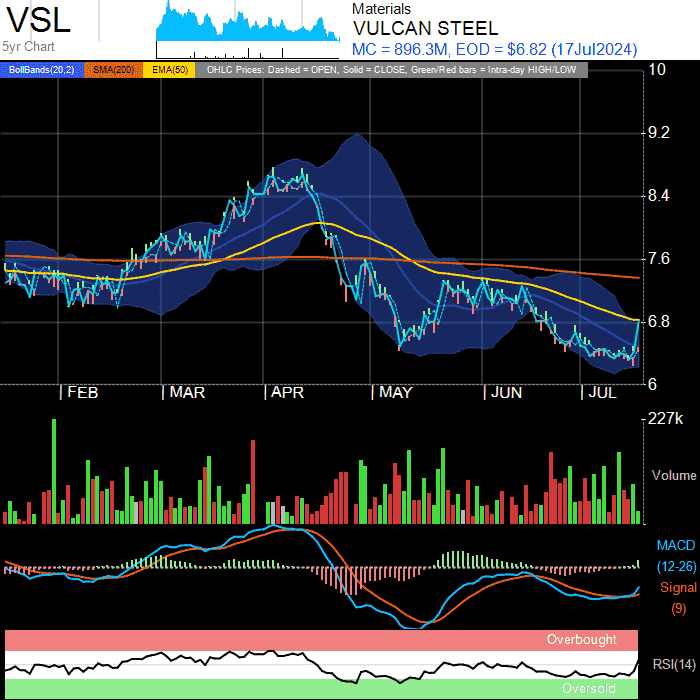 VSL
5yr Chart
Materials
VULCAN STEEL
MC = 896.3M, EOD = $6.82 (17Jul2024)
BollBands(20,2) SMA(200) EMA(50) OHLC Prices: Dashed = OPEN, Solid = CLOSE, Green/Red bars = Intra-day HIGH/LOW
10
9.2
8.4
7.6
6.8
6
FEB MAR APR MAY JUN JUL
227k
Volume
MACD
(12-26)
Signal
(9)
Overbought
RSI(14)
Oversold